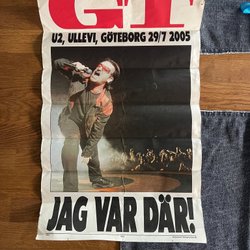 GT
U2, ULLEVI, GÖTEBORG 29/7 2005
JAG VAR DÄR!